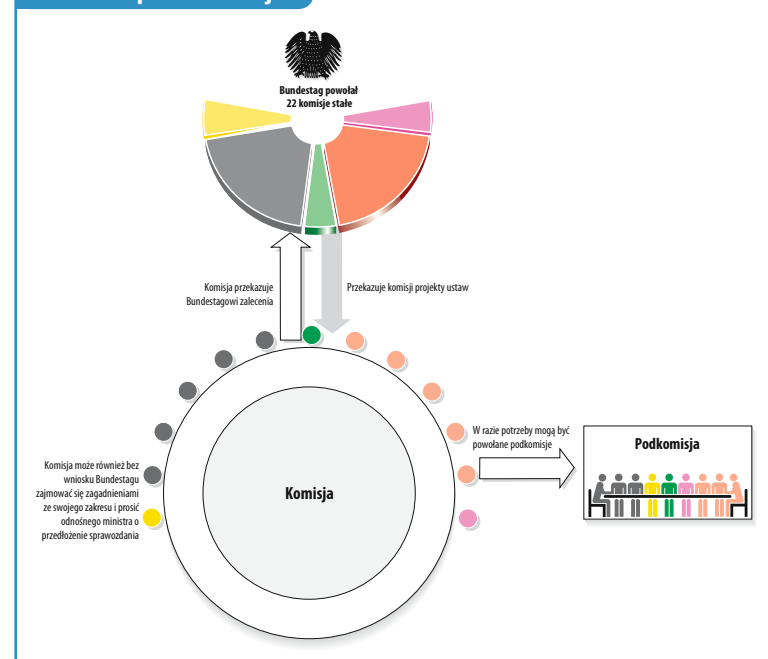 Bundestag powołał
22 komisje stałe
Komisja przekazuje
Bundestagowi zalecenia
Przekazuje komisji projekty ustaw
W razie potrzeby mogą być
powołane podkomisje
Podkomisja
Komisja może również bez
wniosku Bundestagu
zajmować się zagadnieniami
ze swojego zakresu i prosić
odnośnego ministra o
przedłożenie sprawozdania
Komisja